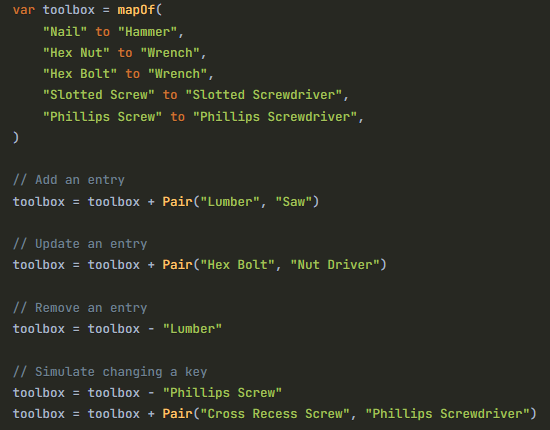 var toolbox = mapOf(
    "Nail" to "Hammer",
    "Hex Nut" to "Wrench",
    "Hex Bolt" to "Wrench",
    "Slotted Screw" to "Slotted Screwdriver",
    "Phillips Screw" to "Phillips Screwdriver",
)

// Add an entry
toolbox = toolbox + Pair("Lumber", "Saw")

// Update an entry
toolbox = toolbox + Pair("Hex Bolt", "Nut Driver")

// Remove an entry
toolbox = toolbox - "Lumber"

// Simulate changing a key
toolbox = toolbox - "Phillips Screw"
toolbox = toolbox + Pair("Cross Recess Screw", "Phillips Screwdriver")